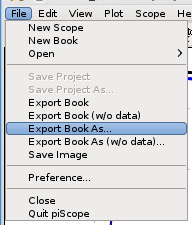 File Edit View Plot Scope H
New Scope
New Book
Open
Save Project
Save Project As...
Export Book
Export Book (w/o data)
Export Book As...
Export Book As (w/o data)...
Save Image
Preference...
Close
Quit piScope